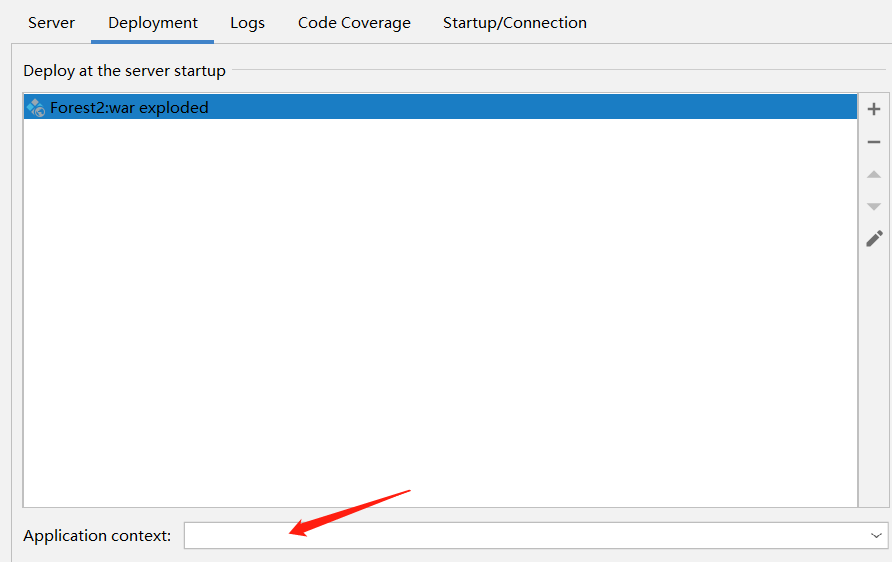 Server Deployment Logs Code Coverage Startup/Connection
Deploy at the server startup
Forest2:war exploded
Application context: